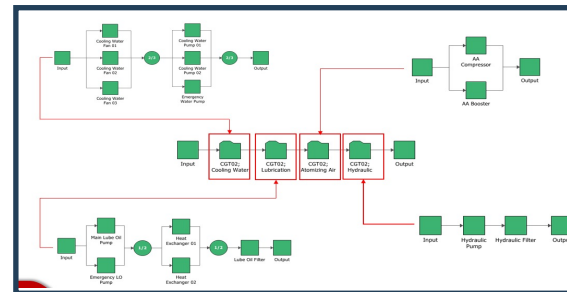 Cooling Water
Fan 01
Cooling Water
Pump 01
Input
Cooling Water
Fan 02
2/3
Cooling Water
Pump 02
2/3
Output
Cooling Water
Fan 03
Emergency
Water Pump
Input
AA
Compressor
Output
AA Booster
Input
CGT02;
Cooling Water
CGT02;
Lubrication
CGT02;
Atomizing Air
CGT02;
Hydraulic
Output
Main Lube Oil
Pump
Heat
Exchanger 01
Input
1/2
1/2
Lube Oil Filter
Output
Emergency LO
Pump
Heat
Exchanger 02
Input
Hydraulic
Pump
Hydraulic Filter
Outpu